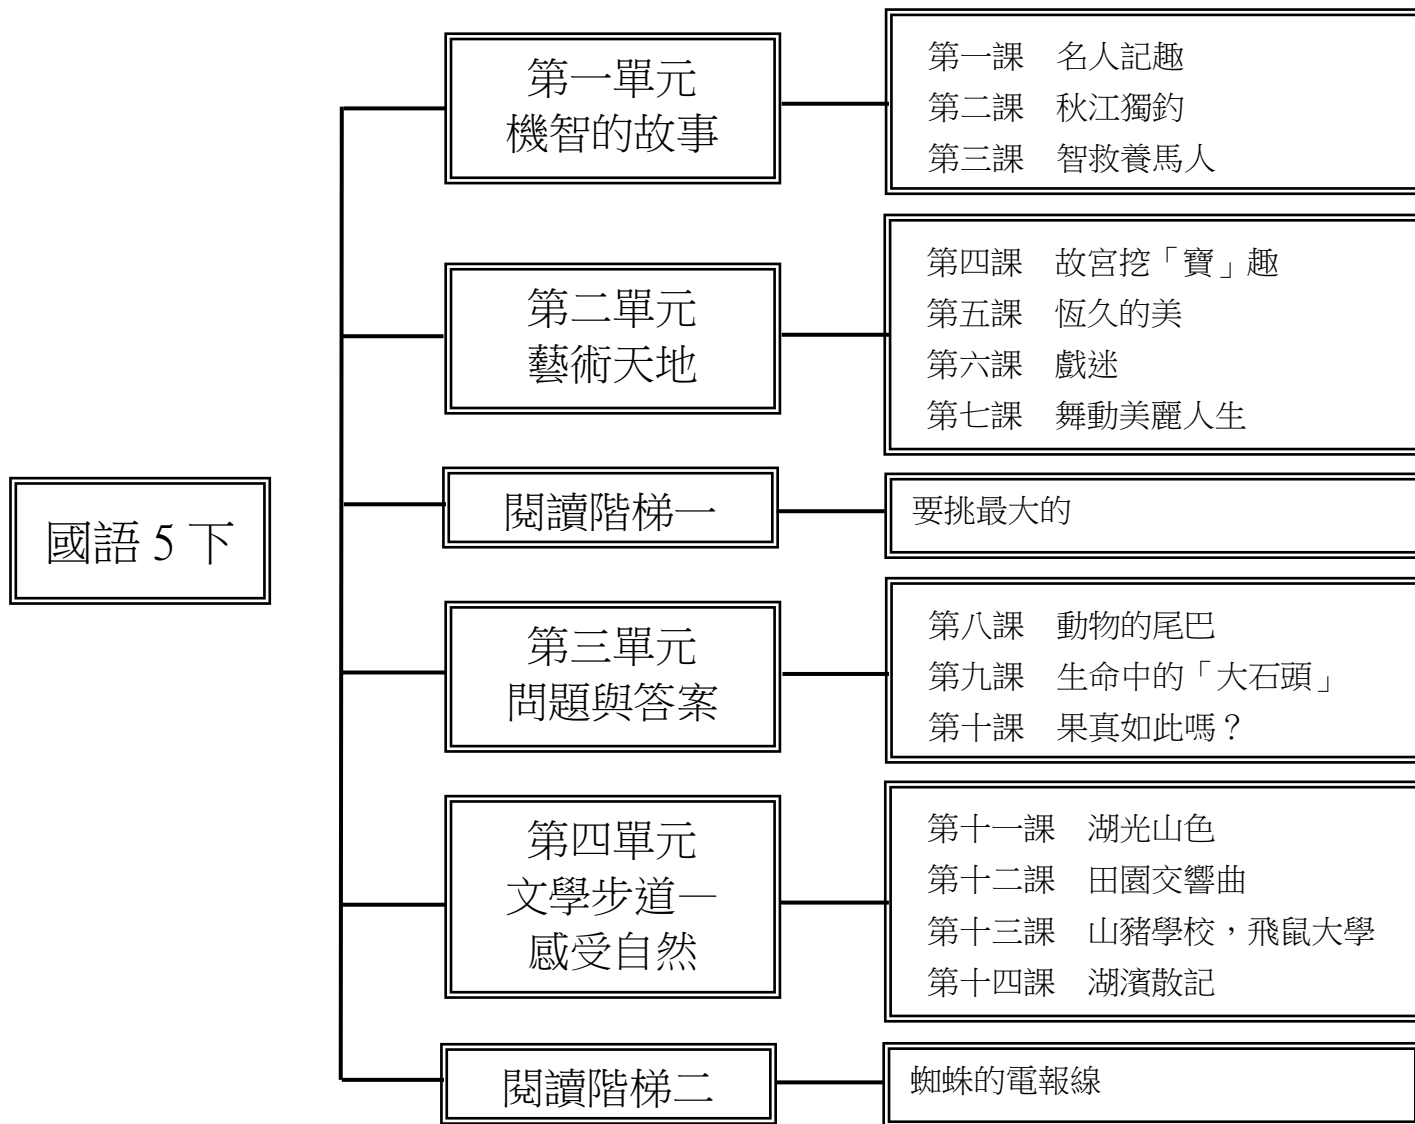 國語 5 下
第一單元
機智的故事
第一課　名人記趣
第二課　秋江獨釣
第三課　智救養馬人
第二單元
藝術天地
第四課　故宮挖「寶」趣
第五課　恆久的美
第六課　戲迷
第七課　舞動美麗人生
閱讀階梯一
要挑最大的
第三單元
問題與答案
第八課　動物的尾巴
第九課　生命中的「大石頭」
第十課　果真如此嗎？
第四單元
文學步道—
感受自然
第十一課　湖光山色
第十二課　田園交響曲
第十三課　山豬學校，飛鼠大學
第十四課　湖濱散記
閱讀階梯二
蜘蛛的電報線